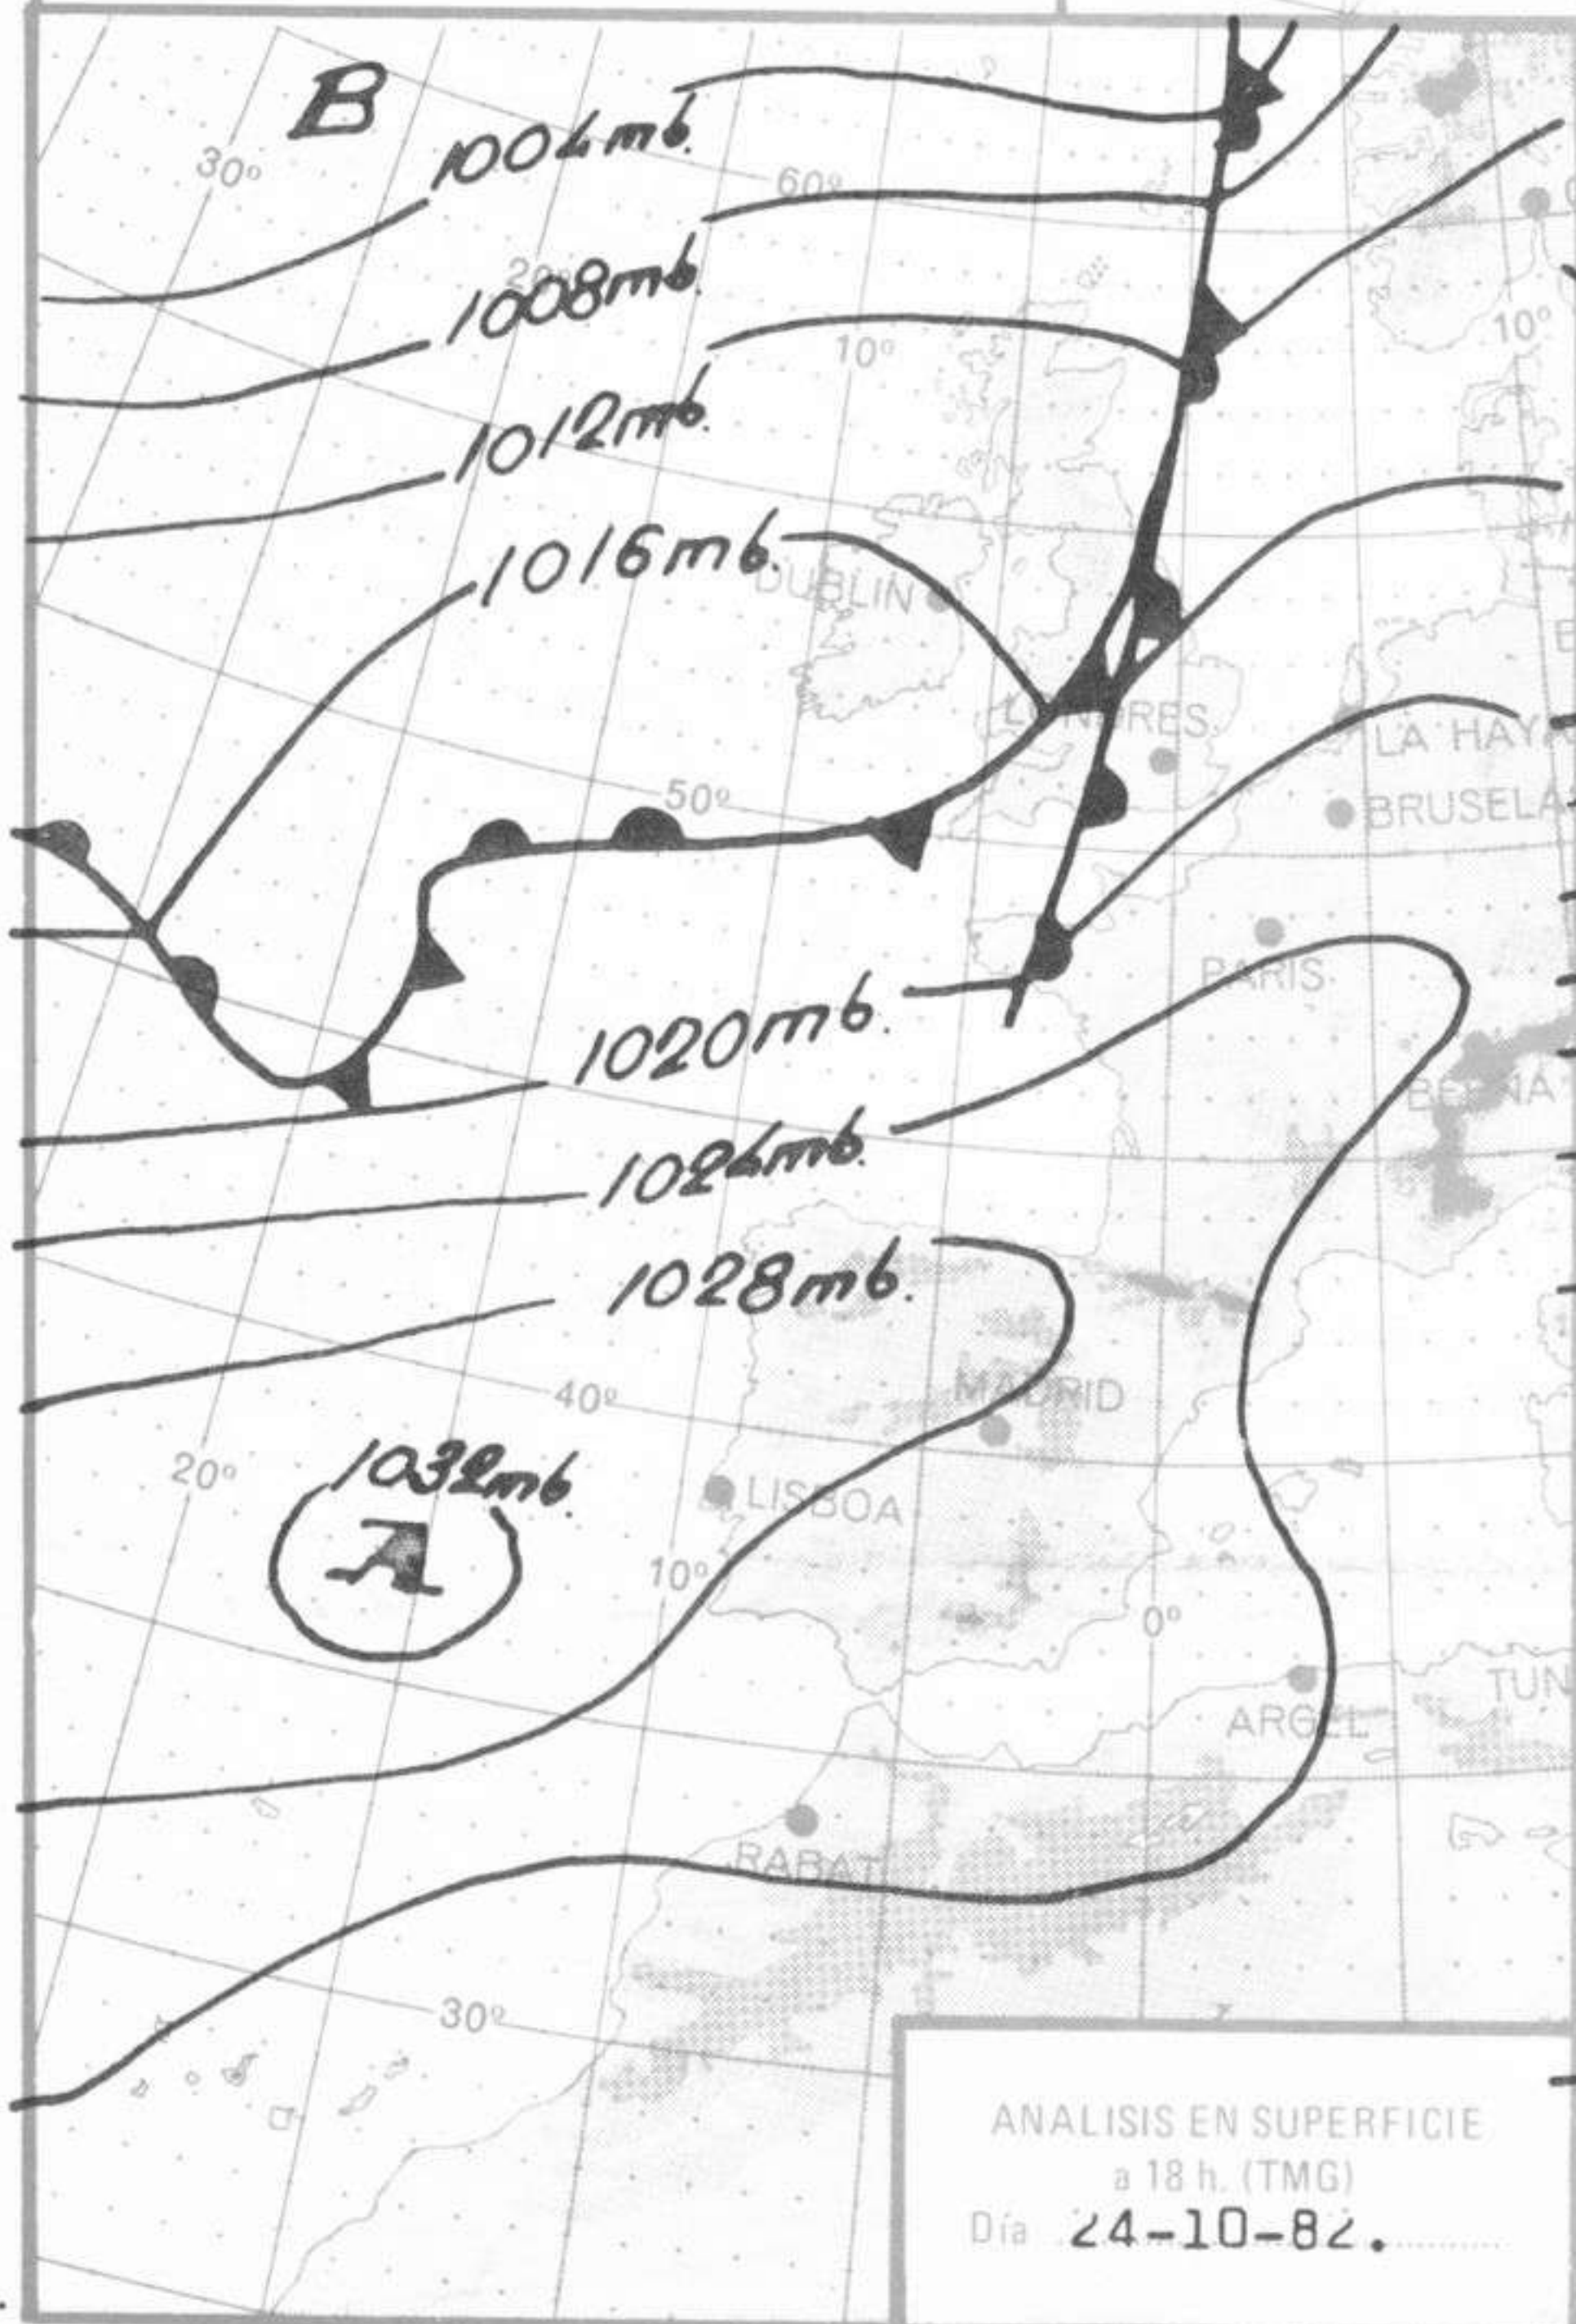 B
1004mb.
30º
60º
1008mb.
20º
10º
10º
1012mb.
1016mb.
DUBLIN
LONDRES
LA HAYA
50º
BRUSELAS
PARIS
1020mb.
BERNA
1024mb.
1028mb.
MADRID
40º
20º
1032mb.
LISBOA
A
10º
0º
TUN
ARGEL
RABAT
30º
ANALISIS EN SUPERFICIE
a 18 h. (TMG)
Día 24-10-82.